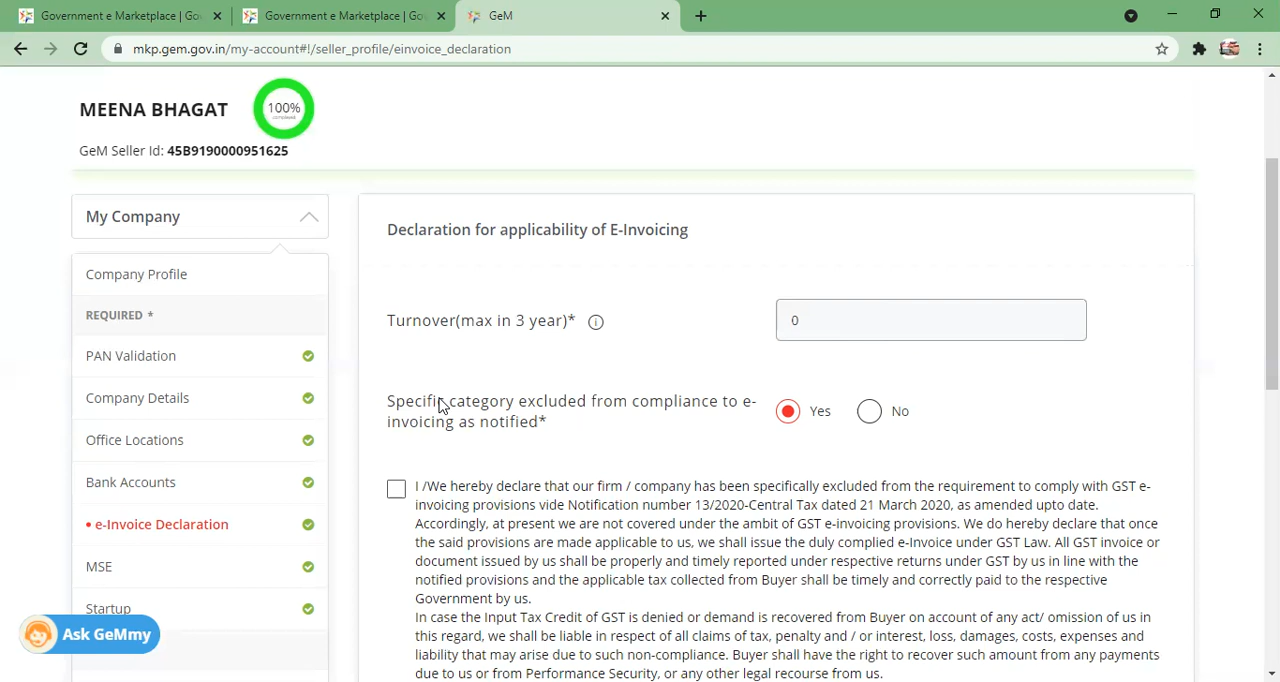 Government e Marketplace | Go
Government e Marketplace | Go
GeM
mkp.gem.gov.in/my-account#!/seller_profile/einvoice_declaration
MEENA BHAGAT
100%
GeM Seller Id: 45B9190000951625
My Company
Company Profile
REQUIRED *
PAN Validation
Company Details
Office Locations
Bank Accounts
• e-Invoice Declaration
MSE
Startup
Ask GeMmy
Declaration for applicability of E-Invoicing
Turnover(max in 3 year)*
0
Specific category excluded from compliance to e-
invoicing as notified*
Yes
No
I /We hereby declare that our firm / company has been specifically excluded from the requirement to comply with GST e-
invoicing provisions vide Notification number 13/2020-Central Tax dated 21 March 2020, as amended upto date.
Accordingly, at present we are not covered under the ambit of GST e-invoicing provisions. We do hereby declare that once
the said provisions are made applicable to us, we shall issue the duly complied e-Invoice under GST Law. All GST invoice or
document issued by us shall be properly and timely reported under respective returns under GST by us in line with the
notified provisions and the applicable tax collected from Buyer shall be timely and correctly paid to the respective
Government by us.
In case the Input Tax Credit of GST is denied or demand is recovered from Buyer on account of any act/ omission of us in
this regard, we shall be liable in respect of all claims of tax, penalty and / or interest, loss, damages, costs, expenses and
liability that may arise due to such non-compliance. Buyer shall have the right to recover such amount from any payments
due to us or from Performance Security, or any other legal recourse from us.